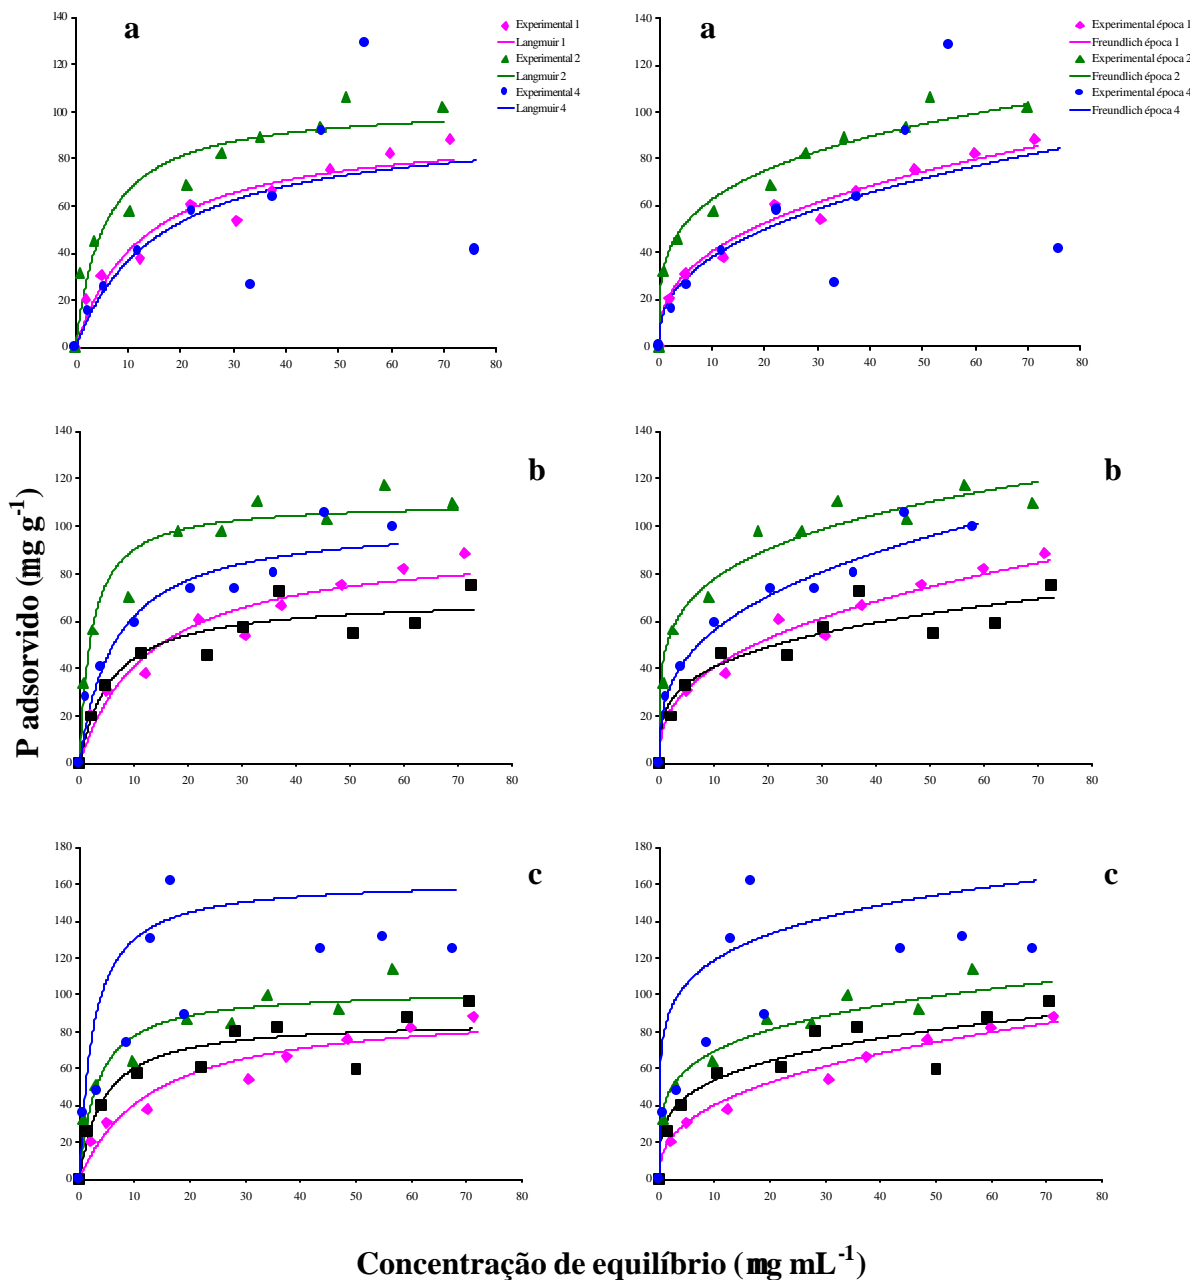 a
140
120
100
80
60
40
20
0
0 10 20 30 40 50 60 70 80
Experimental 1
Langmuir 1
Experimental 2
Langmuir 2
Experimental 4
Langmuir 4
a
140
120
100
80
60
40
20
0
0 10 20 30 40 50 60 70 80
Experimental época 1
Freundlich época 1
Experimental época 2
Freundlich época 2
Experimental época 4
Freundlich época 4
P adsorvido (mg g-1)
b
140
120
100
80
60
40
20
0
0 10 20 30 40 50 60 70 80
b
140
120
100
80
60
40
20
0
0 10 20 30 40 50 60 70 80
c
180
160
140
120
100
80
60
40
20
0
0 10 20 30 40 50 60 70 80
c
180
160
140
120
100
80
60
40
20
0
0 10 20 30 40 50 60 70 80
Concentração de equilíbrio (mg mL-1)